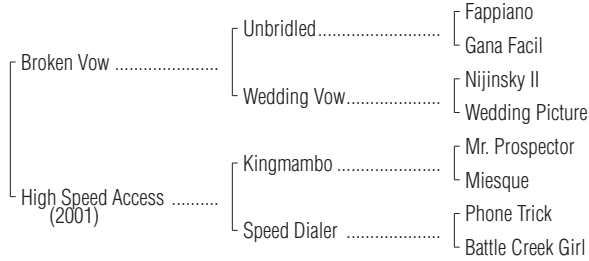 Fappiano
Unbridled..........................
Gana Facil
Broken Vow ......................
Nijinsky II
Wedding Vow....................
Wedding Picture
Mr. Prospector
Kingmambo ......................
Miesque
High Speed Access ..........
(2001)
Phone Trick
Speed Dialer ....................
Battle Creek Girl